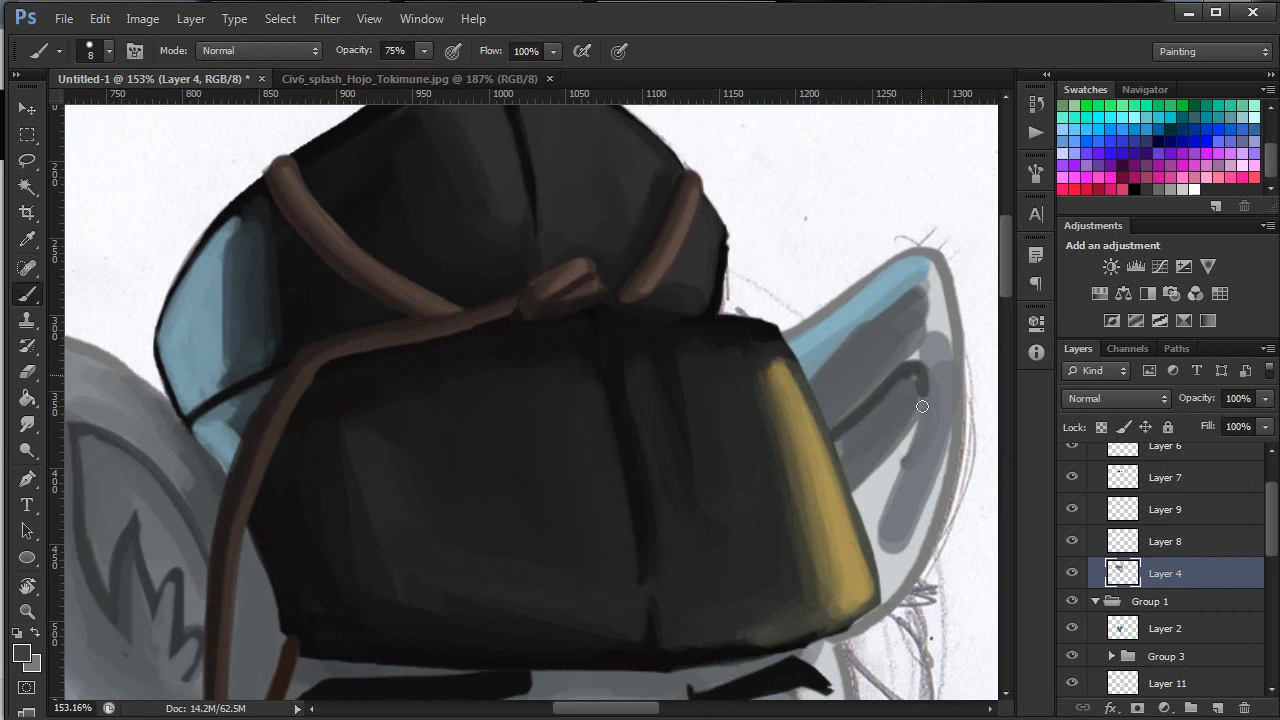 Ps File Edit Image Layer Type Select Filter View Window Help
8 Mode: Normal Opacity: 75% Flow: 100% Painting
Untitled-1 @ 153% (Layer 4, RGB/8) * × Civ6_splash_Hojo_Tokimune.jpg @ 187% (RGB/8) ×
750 800 850 900 950 1000 1050 1100 1150 1200 1250 1300
Swatches Navigator
Adjustments
Add an adjustment
Layers Channels Paths
Kind
Normal Opacity: 100%
Lock: Fill: 100%
Layer 6
Layer 7
Layer 9
Layer 8
Layer 4
Group 1
Layer 2
Group 3
Layer 11
153.16% Doc: 14.2M/62.5M